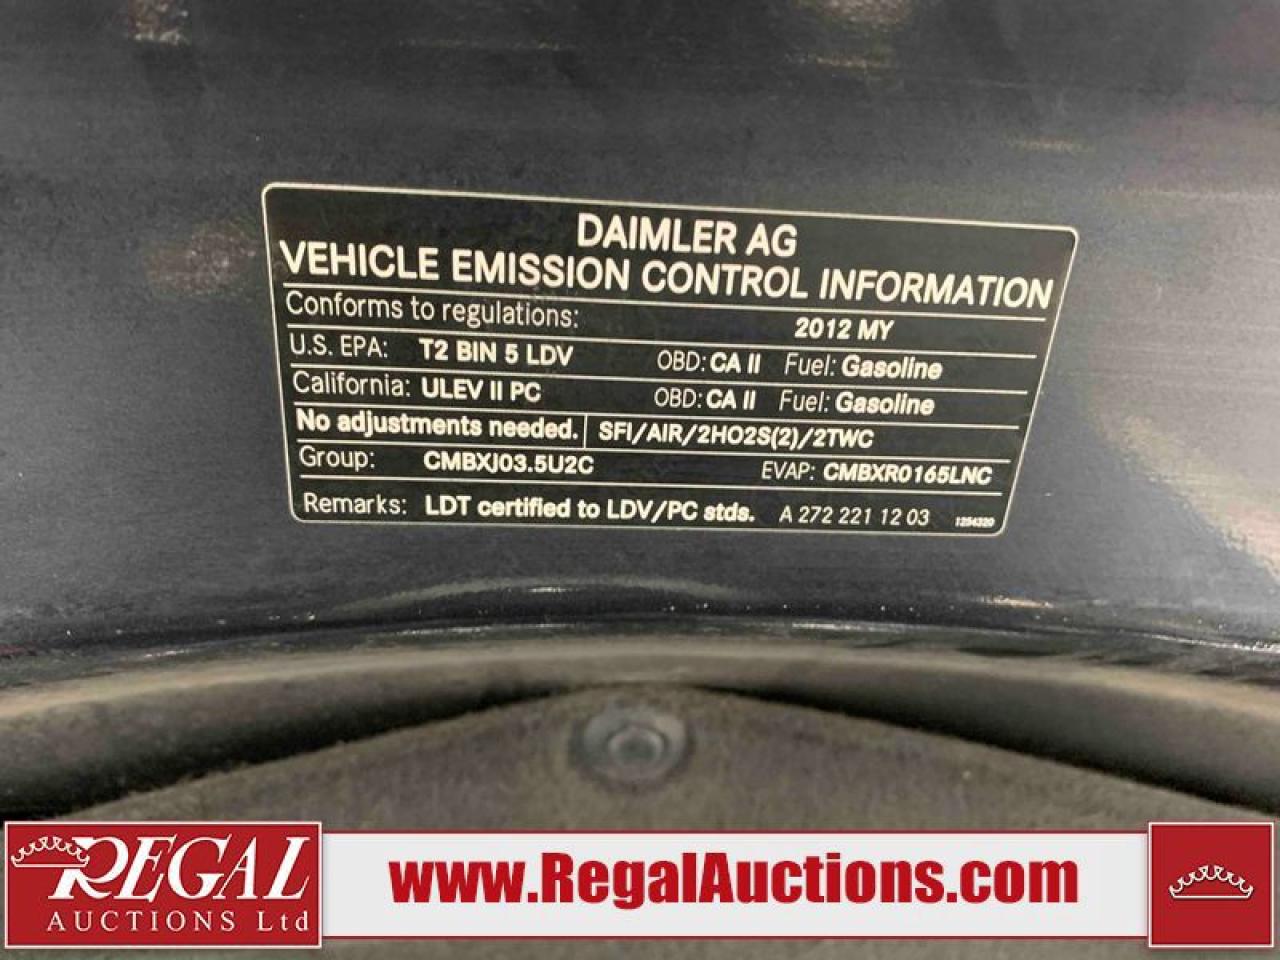 DAIMLER AG
VEHICLE EMISSION CONTROL INFORMATION
Conforms to regulations: 2012 MY
U.S. EPA: T2 BIN 5 LDV OBD: CA II Fuel: Gasoline
California: ULEV II PC OBD: CA II Fuel: Gasoline
No adjustments needed. SFI/AIR/2HO2S(2)/2TWC
Group: CMBXJ03.5U2C EVAP: CMBXR0165LNC
Remarks: LDT certified to LDV/PC stds. A 272 221 12 03 1254320
REGAL
AUCTIONS Ltd
www.RegalAuctions.com